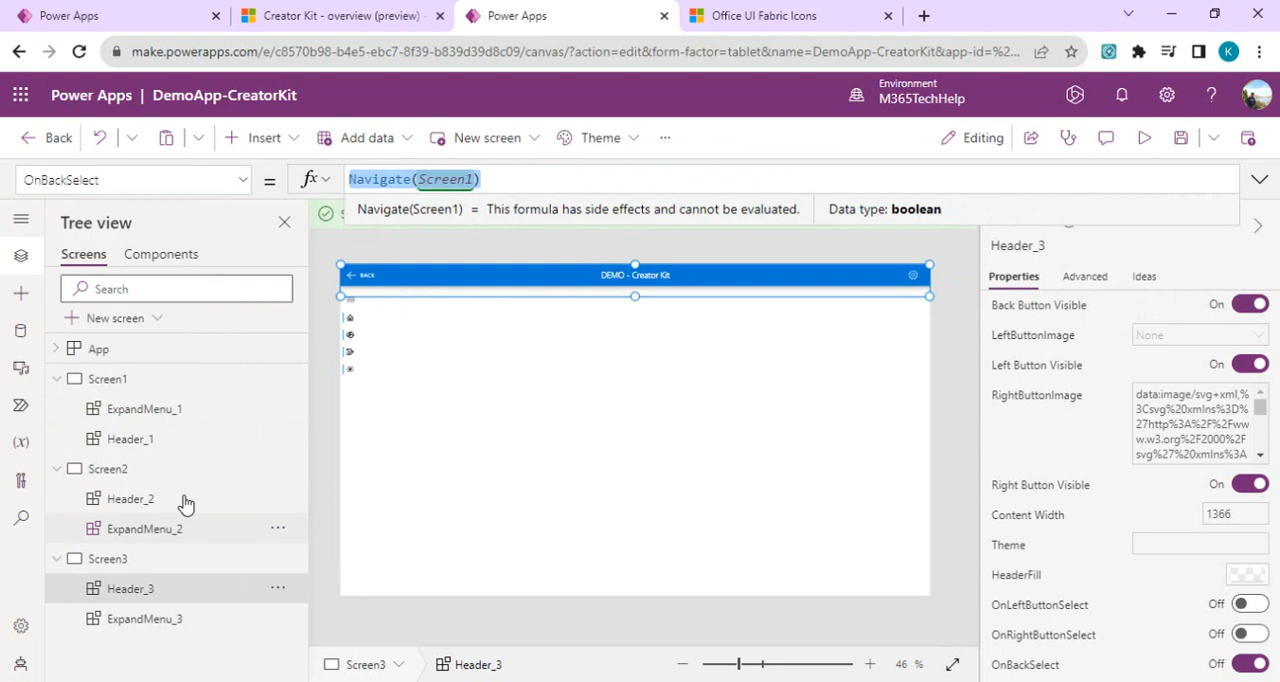 Power Apps
Creator Kit - overview (preview)
Power Apps
Office UI Fabric Icons
make.powerapps.com/e/c8570b98-b4e5-ebc7-8f39-b839d39d8c09/canvas/?action=edit&form-factor=tablet&name=DemoApp-CreatorKit&app-id=%2...
K
Power Apps | DemoApp-CreatorKit
Environment
M365TechHelp
Back
Insert
Add data
New screen
Theme
Editing
OnBackSelect
=
fx
Navigate(Screen1)
Navigate(Screen1) = This formula has side effects and cannot be evaluated.
Data type: boolean
Tree view
Screens
Components
Search
New screen
App
Screen1
ExpandMenu_1
Header_1
Screen2
Header_2
ExpandMenu_2
Screen3
Header_3
ExpandMenu_3
BACK
DEMO - Creator Kit
Screen3
Header_3
46 %
Header_3
Properties
Advanced
Ideas
Back Button Visible
On
LeftButtonImage
None
Left Button Visible
On
RightButtonImage
data:image/svg+xml,%
3Csvg%20xmlns%3D%
27http%3A%2F%2Fww
w.w3.org%2F2000%2F
svg%27%20xmlns%3A
Right Button Visible
On
Content Width
1366
Theme
HeaderFill
OnLeftButtonSelect
Off
OnRightButtonSelect
Off
OnBackSelect
Off